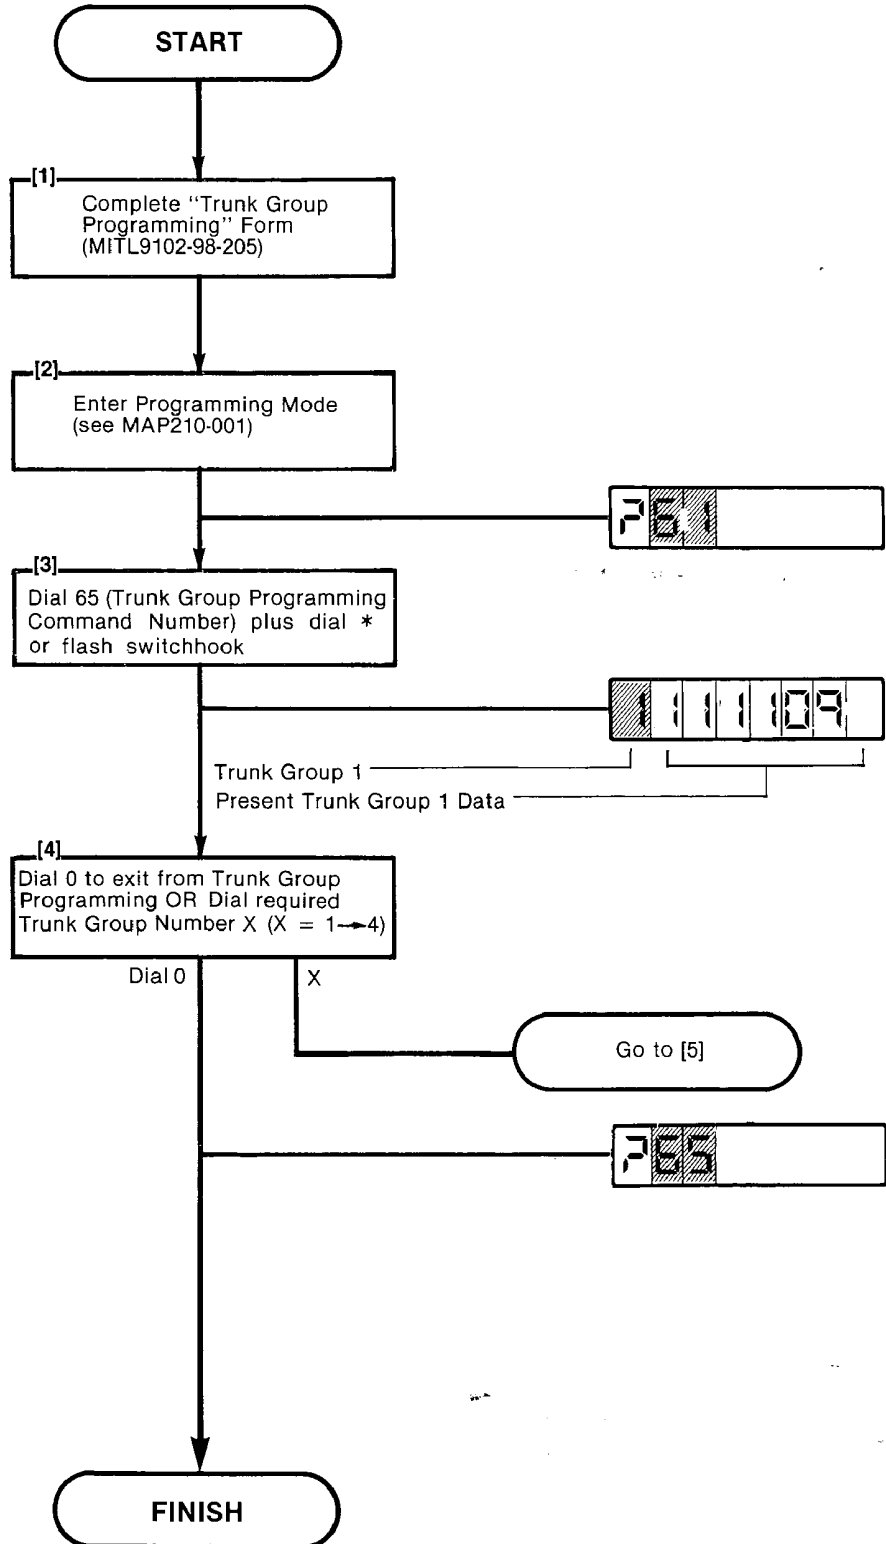 START
[1]
Complete “Trunk Group
Programming” Form
(MITL9102-98-205)
[2]
Enter Programming Mode
(see MAP210-001)
P61
[3]
Dial 65 (Trunk Group Programming
Command Number) plus dial *
or flash switchhook
1 1 1 1 1 0 9
Trunk Group 1
Present Trunk Group 1 Data
[4]
Dial 0 to exit from Trunk Group
Programming OR Dial required
Trunk Group Number X (X = 1→4)
Dial 0
X
Go to [5]
P65
FINISH